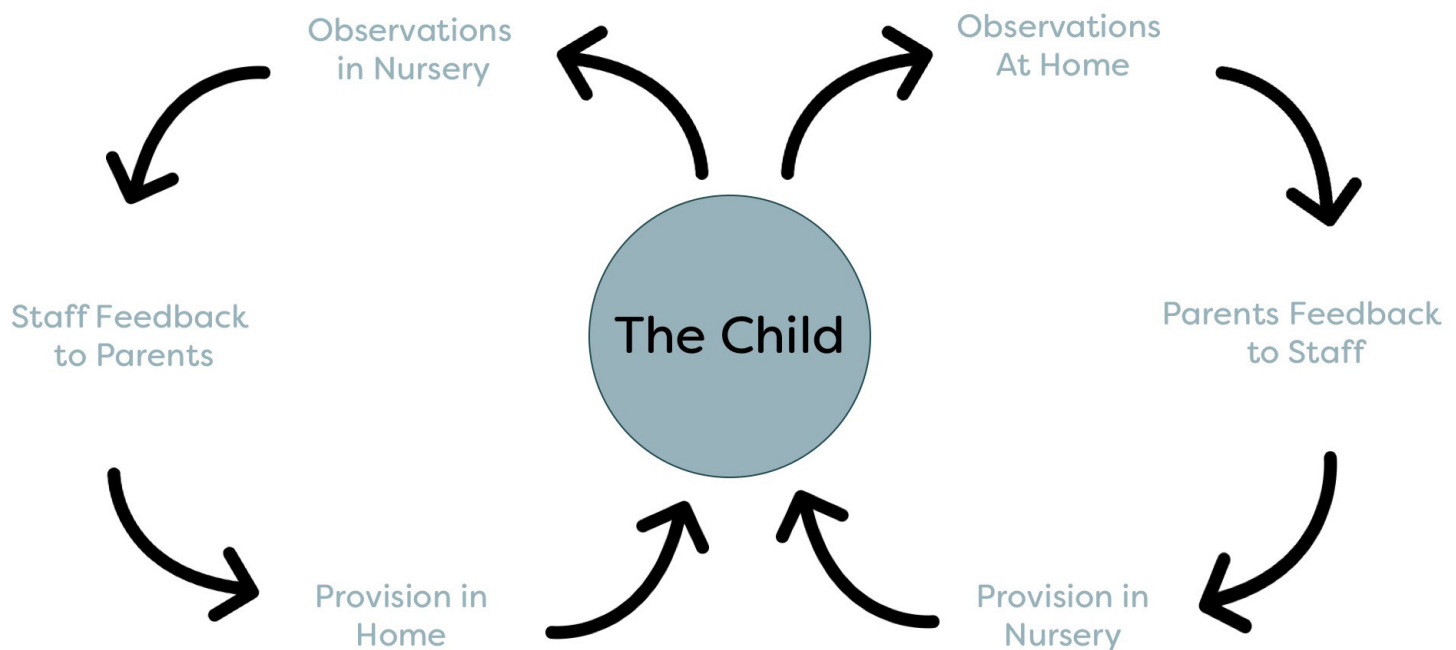 Observations
in Nursery
Observations
At Home
Staff Feedback
to Parents
The Child
Parents Feedback
to Staff
Provision in
Home
Provision in
Nursery